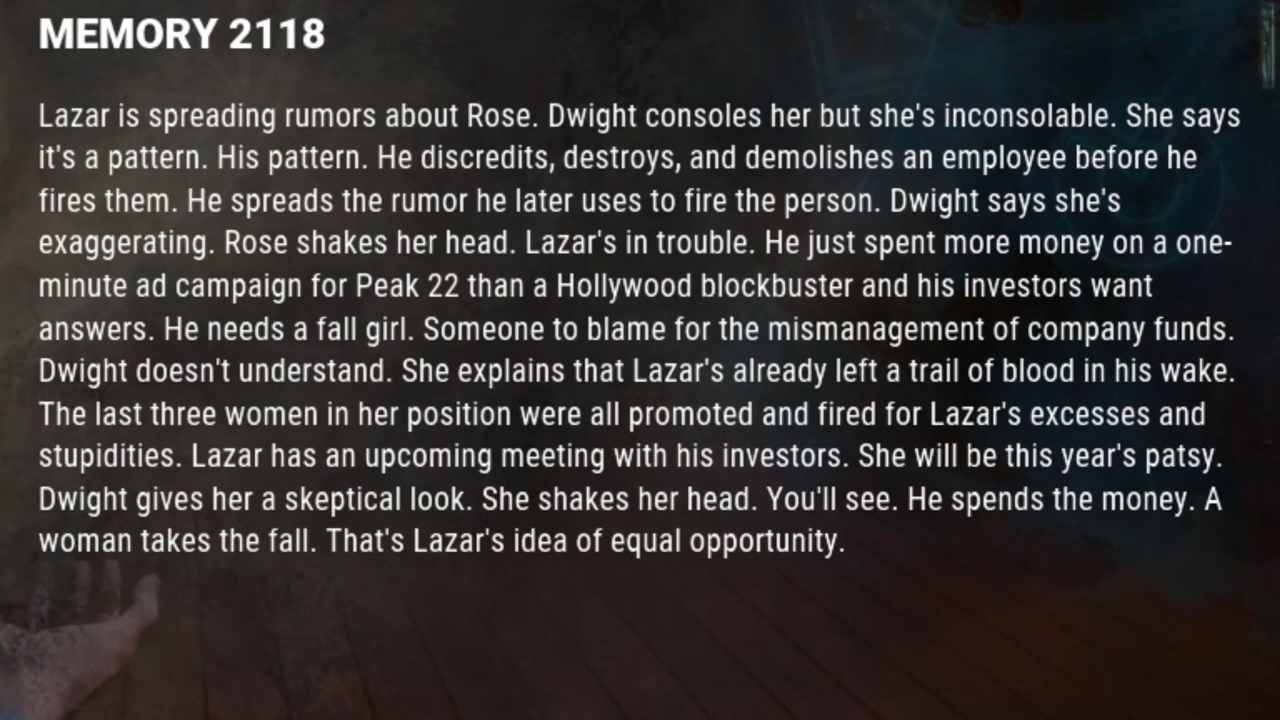 MEMORY 2118
Lazar is spreading rumors about Rose. Dwight consoles her but she's inconsolable. She says
it's a pattern. His pattern. He discredits, destroys, and demolishes an employee before he
fires them. He spreads the rumor he later uses to fire the person. Dwight says she's
exaggerating. Rose shakes her head. Lazar's in trouble. He just spent more money on a one-
minute ad campaign for Peak 22 than a Hollywood blockbuster and his investors want
answers. He needs a fall girl. Someone to blame for the mismanagement of company funds.
Dwight doesn't understand. She explains that Lazar's already left a trail of blood in his wake.
The last three women in her position were all promoted and fired for Lazar's excesses and
stupidities. Lazar has an upcoming meeting with his investors. She will be this year's patsy.
Dwight gives her a skeptical look. She shakes her head. You'll see. He spends the money. A
woman takes the fall. That's Lazar's idea of equal opportunity.